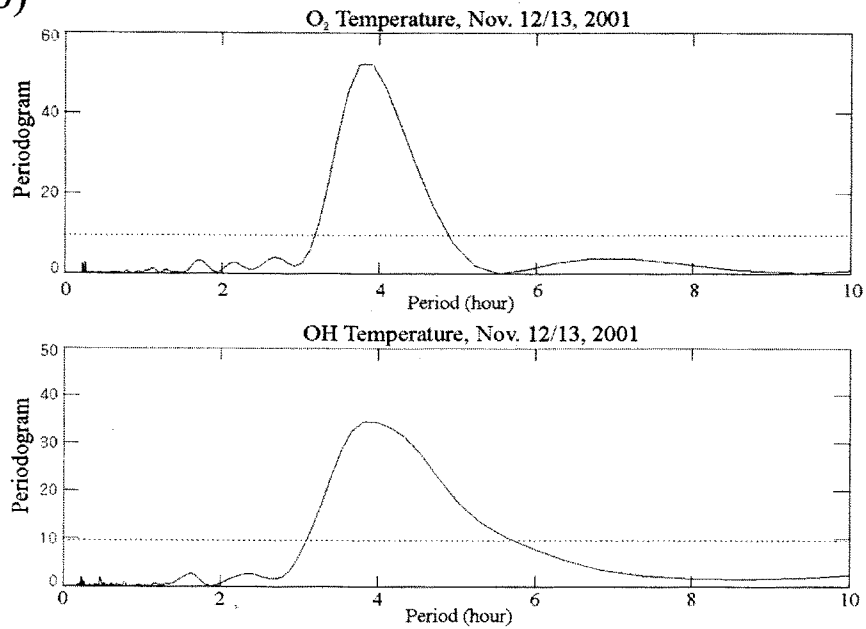 b)
O₂ Temperature, Nov. 12/13, 2001
60
40
20
0
Periodogram
0 2 4 6 8 10
Period (hour)
OH Temperature, Nov. 12/13, 2001
50
40
30
20
10
0
Periodogram
0 2 4 6 8 10
Period (hour)